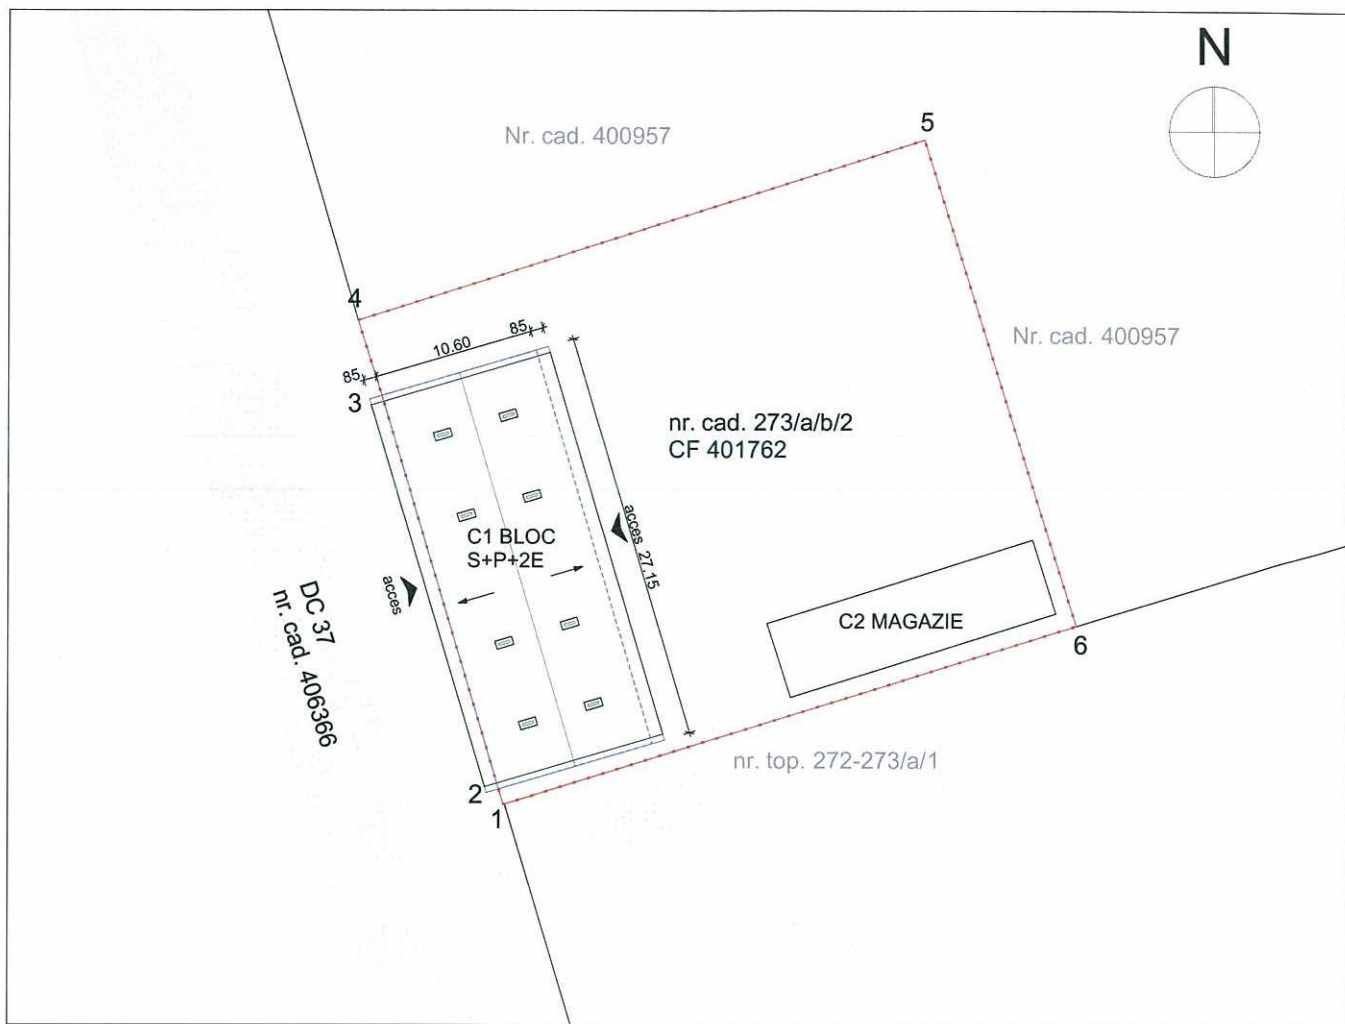 N
5
Nr. cad. 400957
4
85
10.60
85
Nr. cad. 400957
3
nr. cad. 273/a/b/2
CF 401762
acces 27.15
C1 BLOC
S+P+2E
acces
DC 37
nr. cad. 406366
C2 MAGAZIE
6
nr. top. 272-273/a/1
2
1